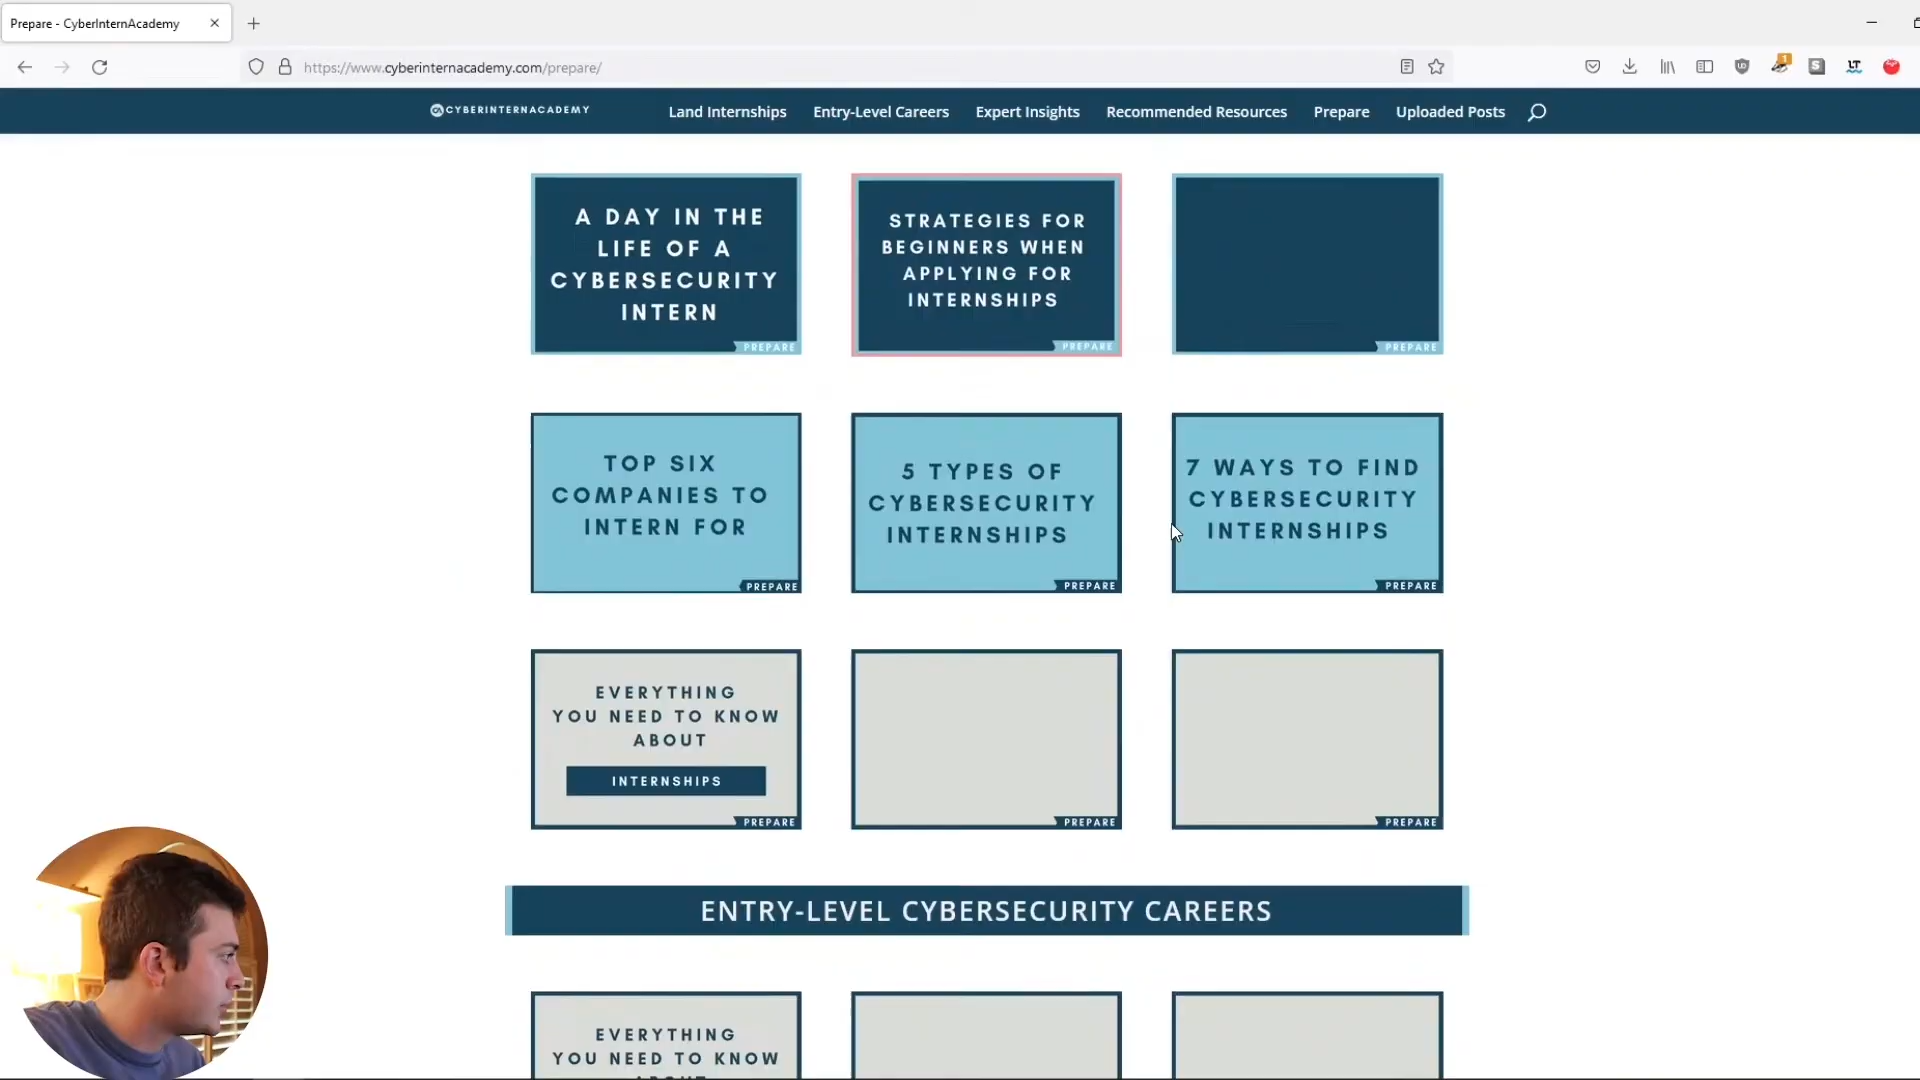 Prepare - CyberInternAcademy
https://www.cyberinternacademy.com/prepare/
1
LT
CYBERINTERNACADEMY
Land Internships
Entry-Level Careers
Expert Insights
Recommended Resources
Prepare
Uploaded Posts
A DAY IN THE
LIFE OF A
CYBERSECURITY
INTERN
PREPARE
STRATEGIES FOR
BEGINNERS WHEN
APPLYING FOR
INTERNSHIPS
PREPARE
PREPARE
TOP SIX
COMPANIES TO
INTERN FOR
PREPARE
5 TYPES OF
CYBERSECURITY
INTERNSHIPS
PREPARE
7 WAYS TO FIND
CYBERSECURITY
INTERNSHIPS
PREPARE
EVERYTHING
YOU NEED TO KNOW
ABOUT
INTERNSHIPS
PREPARE
PREPARE
PREPARE
ENTRY-LEVEL CYBERSECURITY CAREERS
EVERYTHING
YOU NEED TO KNOW